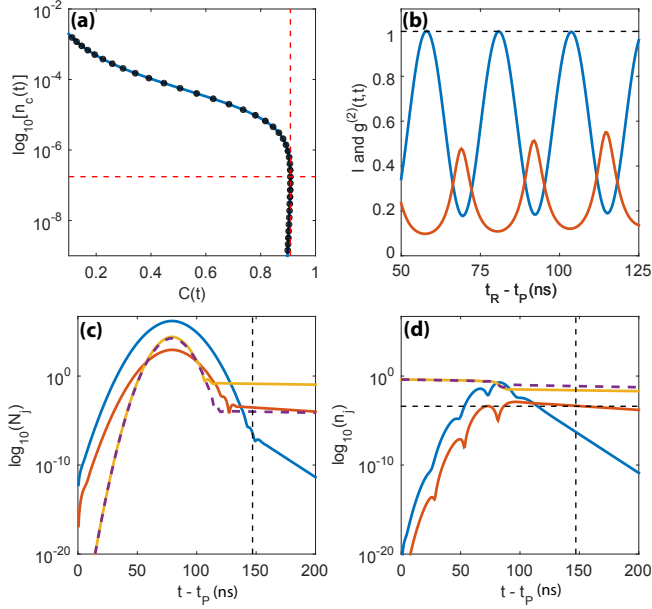 (a)
log₁₀[n_c(t)]
10⁻²
10⁻⁴
10⁻⁶
10⁻⁸
0.2 0.4 0.6 0.8 1
C(t)
(b)
I and g⁽²⁾(t,t)
1
0.8
0.6
0.4
0.2
0
50 75 100 125
t_R - t_P (ns)
(c)
log₁₀(N_j)
10⁰
10⁻¹⁰
10⁻²⁰
0 50 100 150 200
t - t_P (ns)
(d)
log₁₀(n_j)
10⁰
10⁻¹⁰
10⁻²⁰
0 50 100 150 200
t - t_P (ns)